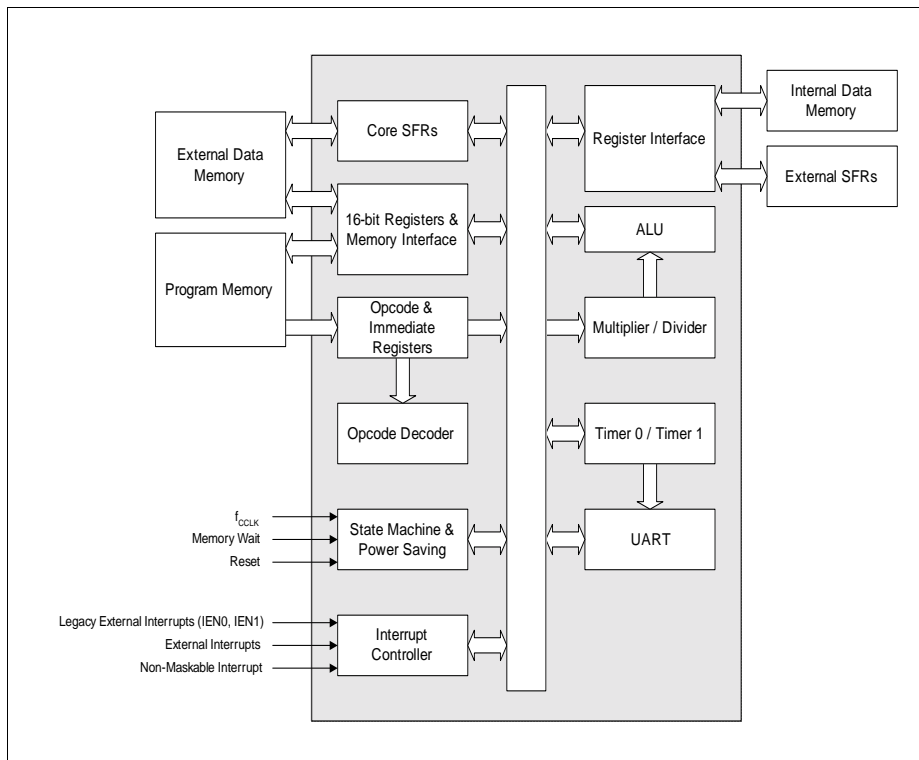 External Data
Memory
Program Memory
Core SFRs
16-bit Registers &
Memory Interface
Opcode &
Immediate
Registers
Opcode Decoder
fCCLK
Memory Wait
Reset
State Machine &
Power Saving
Legacy External Interrupts (IEN0, IEN1)
External Interrupts
Non-Maskable Interrupt
Interrupt
Controller
Register Interface
ALU
Multiplier / Divider
Timer 0 / Timer 1
UART
Internal Data
Memory
External SFRs